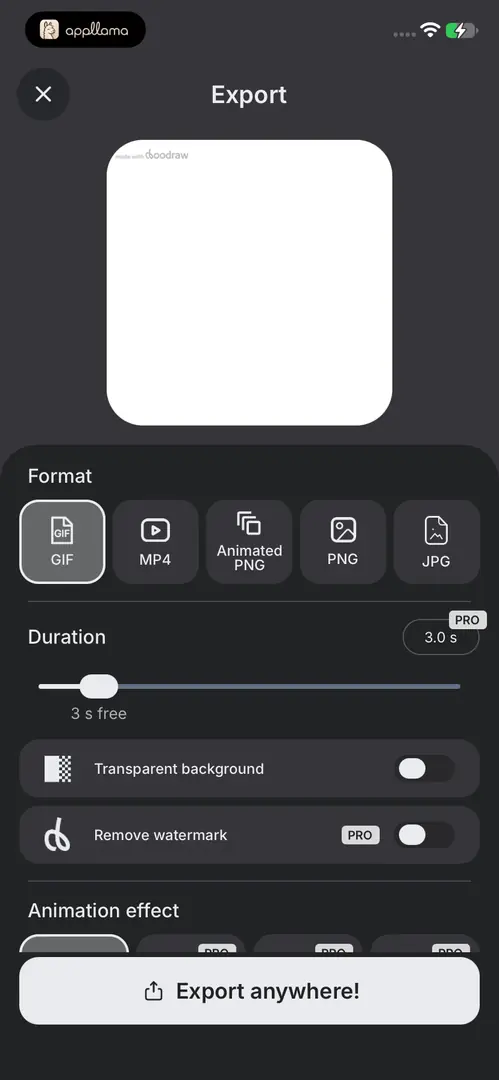 appllama
Export
made with doodraw
Format
GIF
GIF
MP4
Animated
PNG
PNG
JPG
PRO
Duration
3.0 s
3 s free
Transparent background
Remove watermark
PRO
Animation effect
PRO
PRO
PRO
Export anywhere!